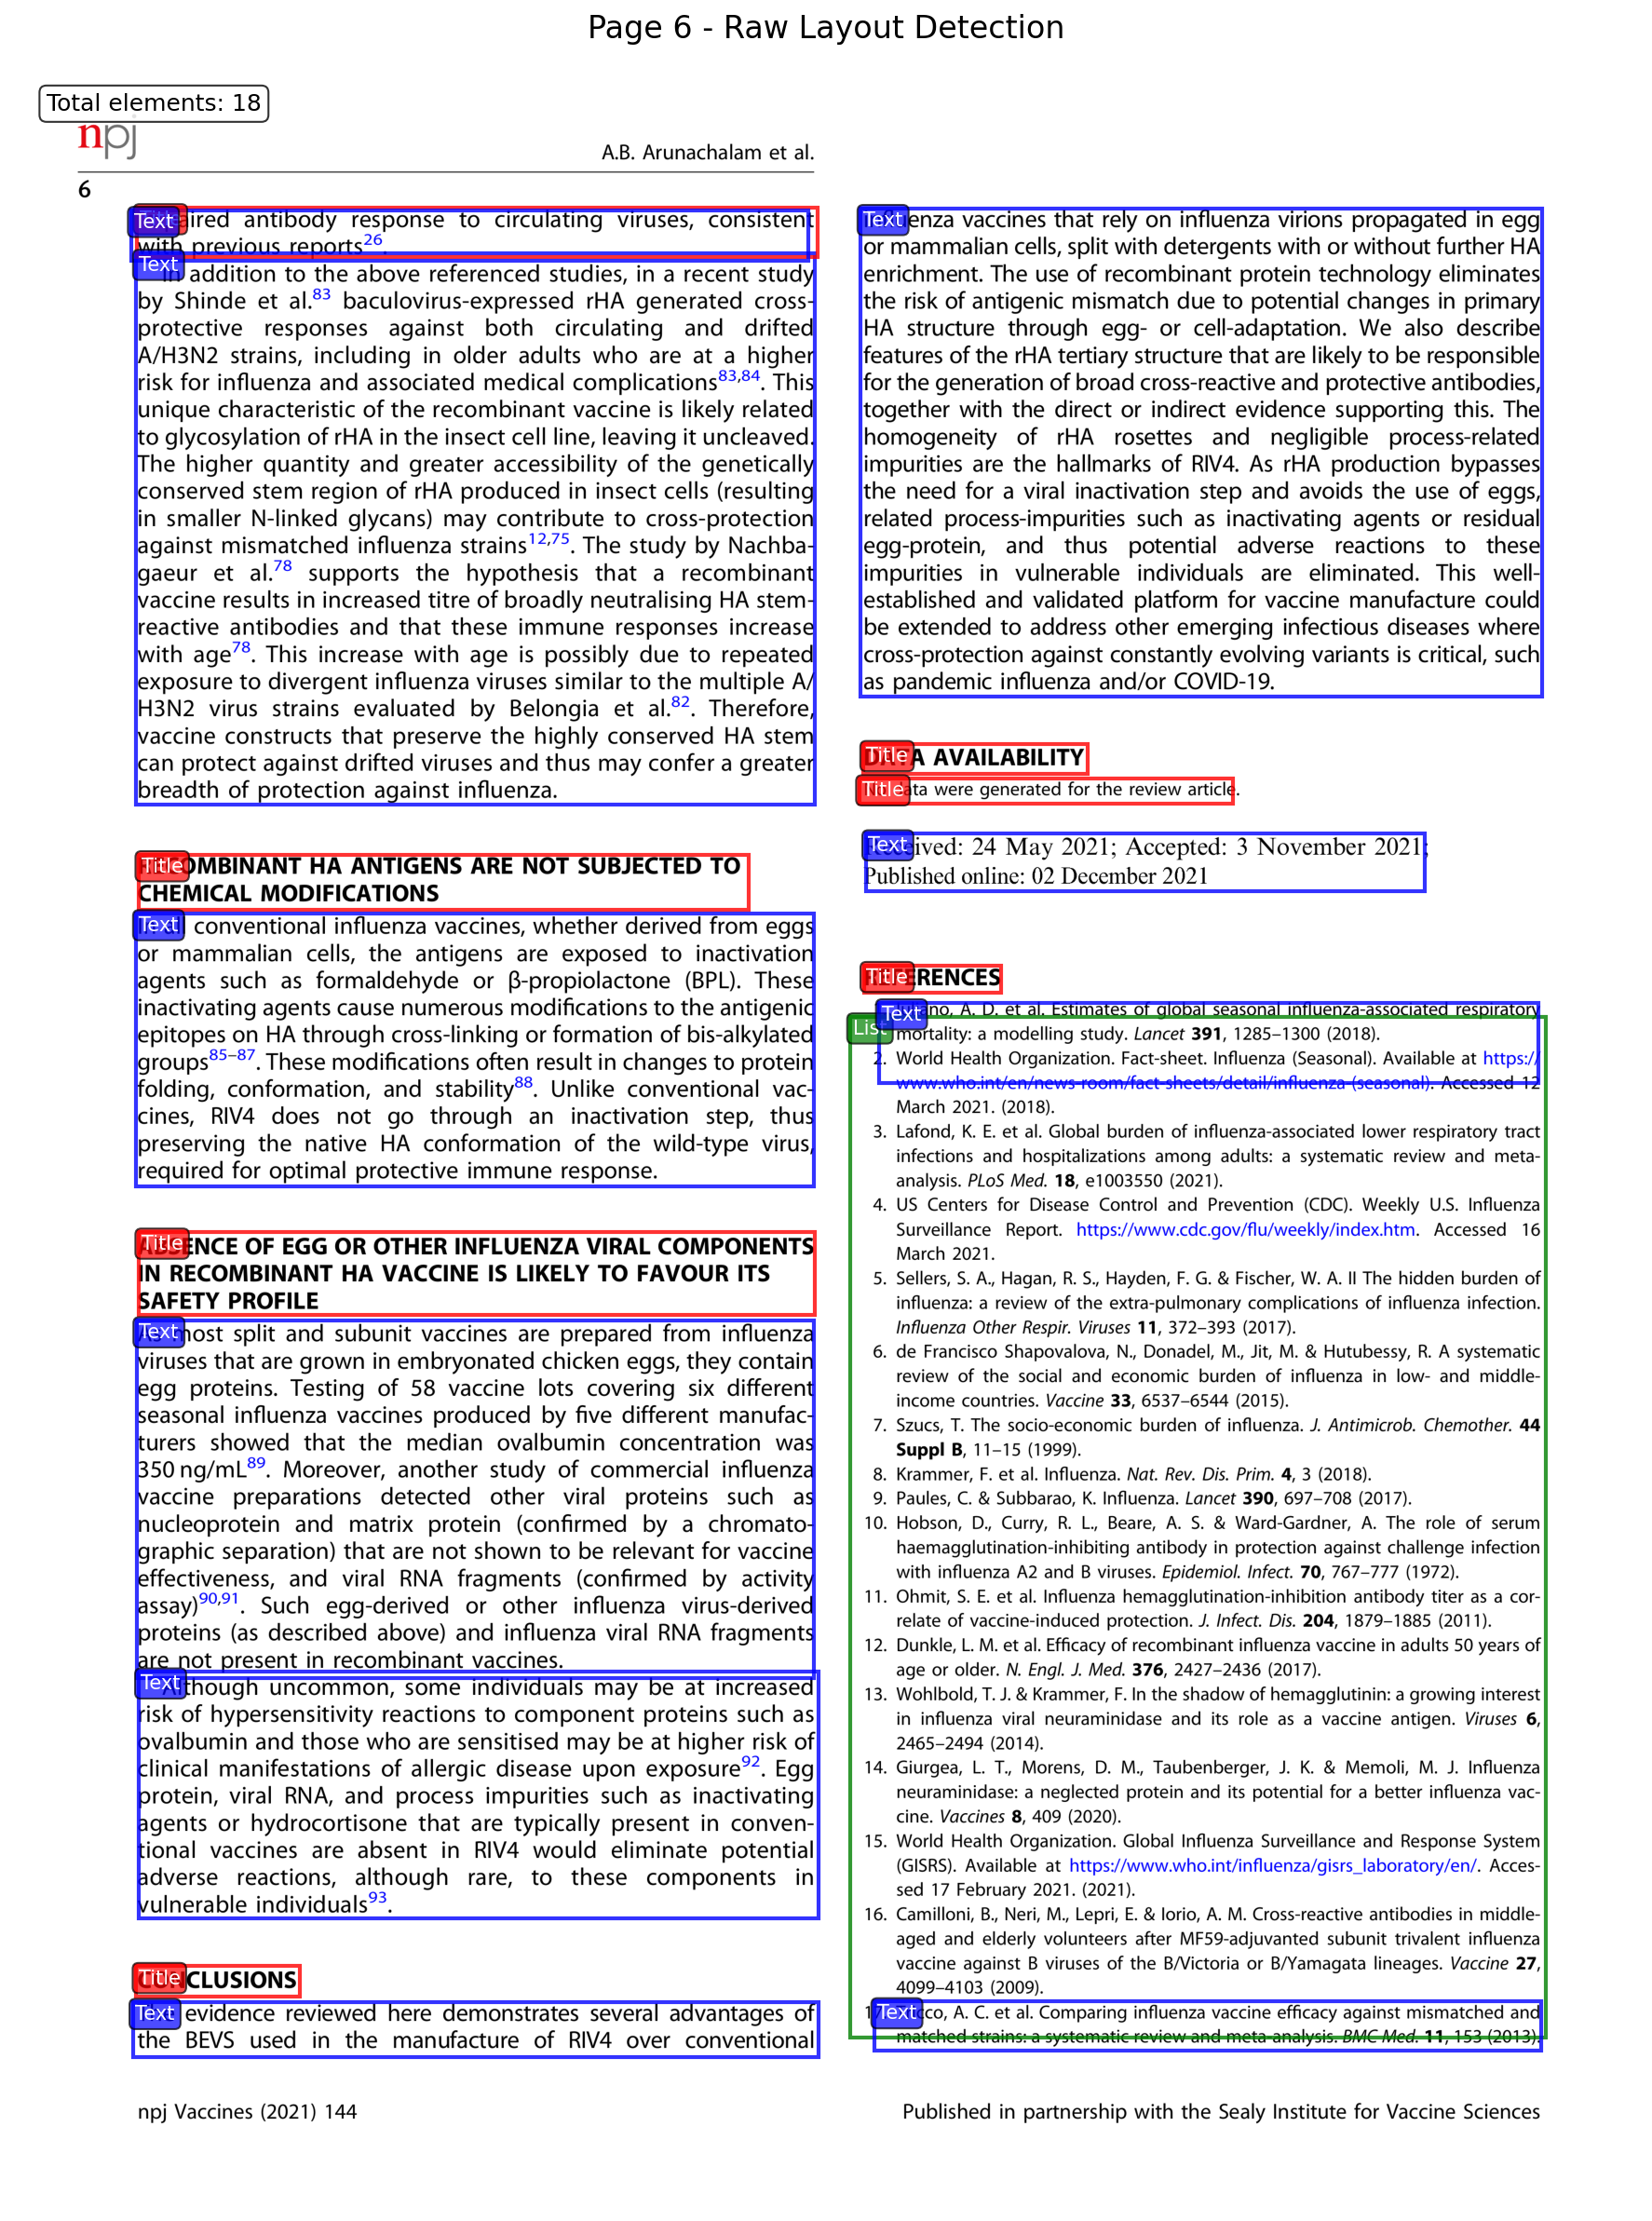 Page 6 - Raw Layout Detection
Total elements: 18
npj
A.B. Arunachalam et al.
6
Text aired antibody response to circulating viruses, consistent
with previous reports26.
Text
In addition to the above referenced studies, in a recent study
by Shinde et al.83 baculovirus-expressed rHA generated cross-
protective responses against both circulating and drifted
A/H3N2 strains, including in older adults who are at a higher
risk for influenza and associated medical complications83,84. This
unique characteristic of the recombinant vaccine is likely related
to glycosylation of rHA in the insect cell line, leaving it uncleaved.
The higher quantity and greater accessibility of the genetically
conserved stem region of rHA produced in insect cells (resulting
in smaller N-linked glycans) may contribute to cross-protection
against mismatched influenza strains12,75. The study by Nachba-
gaeur et al.78 supports the hypothesis that a recombinant
vaccine results in increased titre of broadly neutralising HA stem-
reactive antibodies and that these immune responses increase
with age78. This increase with age is possibly due to repeated
exposure to divergent influenza viruses similar to the multiple A/
H3N2 virus strains evaluated by Belongia et al.82. Therefore,
vaccine constructs that preserve the highly conserved HA stem
can protect against drifted viruses and thus may confer a greater
breadth of protection against influenza.
Title OMBINANT HA ANTIGENS ARE NOT SUBJECTED TO
CHEMICAL MODIFICATIONS
Text conventional influenza vaccines, whether derived from eggs
or mammalian cells, the antigens are exposed to inactivation
agents such as formaldehyde or β-propiolactone (BPL). These
inactivating agents cause numerous modifications to the antigenic
epitopes on HA through cross-linking or formation of bis-alkylated
groups85–87. These modifications often result in changes to protein
folding, conformation, and stability88. Unlike conventional vac-
cines, RIV4 does not go through an inactivation step, thus
preserving the native HA conformation of the wild-type virus,
required for optimal protective immune response.
Title ENCE OF EGG OR OTHER INFLUENZA VIRAL COMPONENTS
IN RECOMBINANT HA VACCINE IS LIKELY TO FAVOUR ITS
SAFETY PROFILE
Text most split and subunit vaccines are prepared from influenza
viruses that are grown in embryonated chicken eggs, they contain
egg proteins. Testing of 58 vaccine lots covering six different
seasonal influenza vaccines produced by five different manufac-
turers showed that the median ovalbumin concentration was
350 ng/mL89. Moreover, another study of commercial influenza
vaccine preparations detected other viral proteins such as
nucleoprotein and matrix protein (confirmed by a chromato-
graphic separation) that are not shown to be relevant for vaccine
effectiveness, and viral RNA fragments (confirmed by activity
assay)90,91. Such egg-derived or other influenza virus-derived
proteins (as described above) and influenza viral RNA fragments
are not present in recombinant vaccines.
Text though uncommon, some individuals may be at increased
risk of hypersensitivity reactions to component proteins such as
ovalbumin and those who are sensitised may be at higher risk of
clinical manifestations of allergic disease upon exposure92. Egg
protein, viral RNA, and process impurities such as inactivating
agents or hydrocortisone that are typically present in conven-
tional vaccines are absent in RIV4 would eliminate potential
adverse reactions, although rare, to these components in
vulnerable individuals93.
Title CLUSIONS
Text evidence reviewed here demonstrates several advantages of
the BEVS used in the manufacture of RIV4 over conventional
Text enza vaccines that rely on influenza virions propagated in egg
or mammalian cells, split with detergents with or without further HA
enrichment. The use of recombinant protein technology eliminates
the risk of antigenic mismatch due to potential changes in primary
HA structure through egg- or cell-adaptation. We also describe
features of the rHA tertiary structure that are likely to be responsible
for the generation of broad cross-reactive and protective antibodies,
together with the direct or indirect evidence supporting this. The
homogeneity of rHA rosettes and negligible process-related
impurities are the hallmarks of RIV4. As rHA production bypasses
the need for a viral inactivation step and avoids the use of eggs,
related process-impurities such as inactivating agents or residual
egg-protein, and thus potential adverse reactions to these
impurities in vulnerable individuals are eliminated. This well-
established and validated platform for vaccine manufacture could
be extended to address other emerging infectious diseases where
cross-protection against constantly evolving variants is critical, such
as pandemic influenza and/or COVID-19.
Title A AVAILABILITY
Title ata were generated for the review article.
Text ived: 24 May 2021; Accepted: 3 November 2021;
Published online: 02 December 2021
Title RENCES
Text ano, A. D. et al. Estimates of global seasonal influenza-associated respiratory
List mortality: a modelling study. Lancet 391, 1285–1300 (2018).
2. World Health Organization. Fact-sheet. Influenza (Seasonal). Available at https://
www.who.int/en/news-room/fact-sheets/detail/influenza-(seasonal). Accessed 12
March 2021. (2018).
3. Lafond, K. E. et al. Global burden of influenza-associated lower respiratory tract
infections and hospitalizations among adults: a systematic review and meta-
analysis. PLoS Med. 18, e1003550 (2021).
4. US Centers for Disease Control and Prevention (CDC). Weekly U.S. Influenza
Surveillance Report. https://www.cdc.gov/flu/weekly/index.htm. Accessed 16
March 2021.
5. Sellers, S. A., Hagan, R. S., Hayden, F. G. & Fischer, W. A. II The hidden burden of
influenza: a review of the extra-pulmonary complications of influenza infection.
Influenza Other Respir. Viruses 11, 372–393 (2017).
6. de Francisco Shapovalova, N., Donadel, M., Jit, M. & Hutubessy, R. A systematic
review of the social and economic burden of influenza in low- and middle-
income countries. Vaccine 33, 6537–6544 (2015).
7. Szucs, T. The socio-economic burden of influenza. J. Antimicrob. Chemother. 44
Suppl B, 11–15 (1999).
8. Krammer, F. et al. Influenza. Nat. Rev. Dis. Prim. 4, 3 (2018).
9. Paules, C. & Subbarao, K. Influenza. Lancet 390, 697–708 (2017).
10. Hobson, D., Curry, R. L., Beare, A. S. & Ward-Gardner, A. The role of serum
haemagglutination-inhibiting antibody in protection against challenge infection
with influenza A2 and B viruses. Epidemiol. Infect. 70, 767–777 (1972).
11. Ohmit, S. E. et al. Influenza hemagglutination-inhibition antibody titer as a cor-
relate of vaccine-induced protection. J. Infect. Dis. 204, 1879–1885 (2011).
12. Dunkle, L. M. et al. Efficacy of recombinant influenza vaccine in adults 50 years of
age or older. N. Engl. J. Med. 376, 2427–2436 (2017).
13. Wohlbold, T. J. & Krammer, F. In the shadow of hemagglutinin: a growing interest
in influenza viral neuraminidase and its role as a vaccine antigen. Viruses 6,
2465–2494 (2014).
14. Giurgea, L. T., Morens, D. M., Taubenberger, J. K. & Memoli, M. J. Influenza
neuraminidase: a neglected protein and its potential for a better influenza vac-
cine. Vaccines 8, 409 (2020).
15. World Health Organization. Global Influenza Surveillance and Response System
(GISRS). Available at https://www.who.int/influenza/gisrs_laboratory/en/. Acces-
sed 17 February 2021. (2021).
16. Camilloni, B., Neri, M., Lepri, E. & Iorio, A. M. Cross-reactive antibodies in middle-
aged and elderly volunteers after MF59-adjuvanted subunit trivalent influenza
vaccine against B viruses of the B/Victoria or B/Yamagata lineages. Vaccine 27,
4099–4103 (2009).
Text cco, A. C. et al. Comparing influenza vaccine efficacy against mismatched and
matched strains: a systematic review and meta-analysis. BMC Med. 11, 153 (2013).
npj Vaccines (2021) 144
Published in partnership with the Sealy Institute for Vaccine Sciences